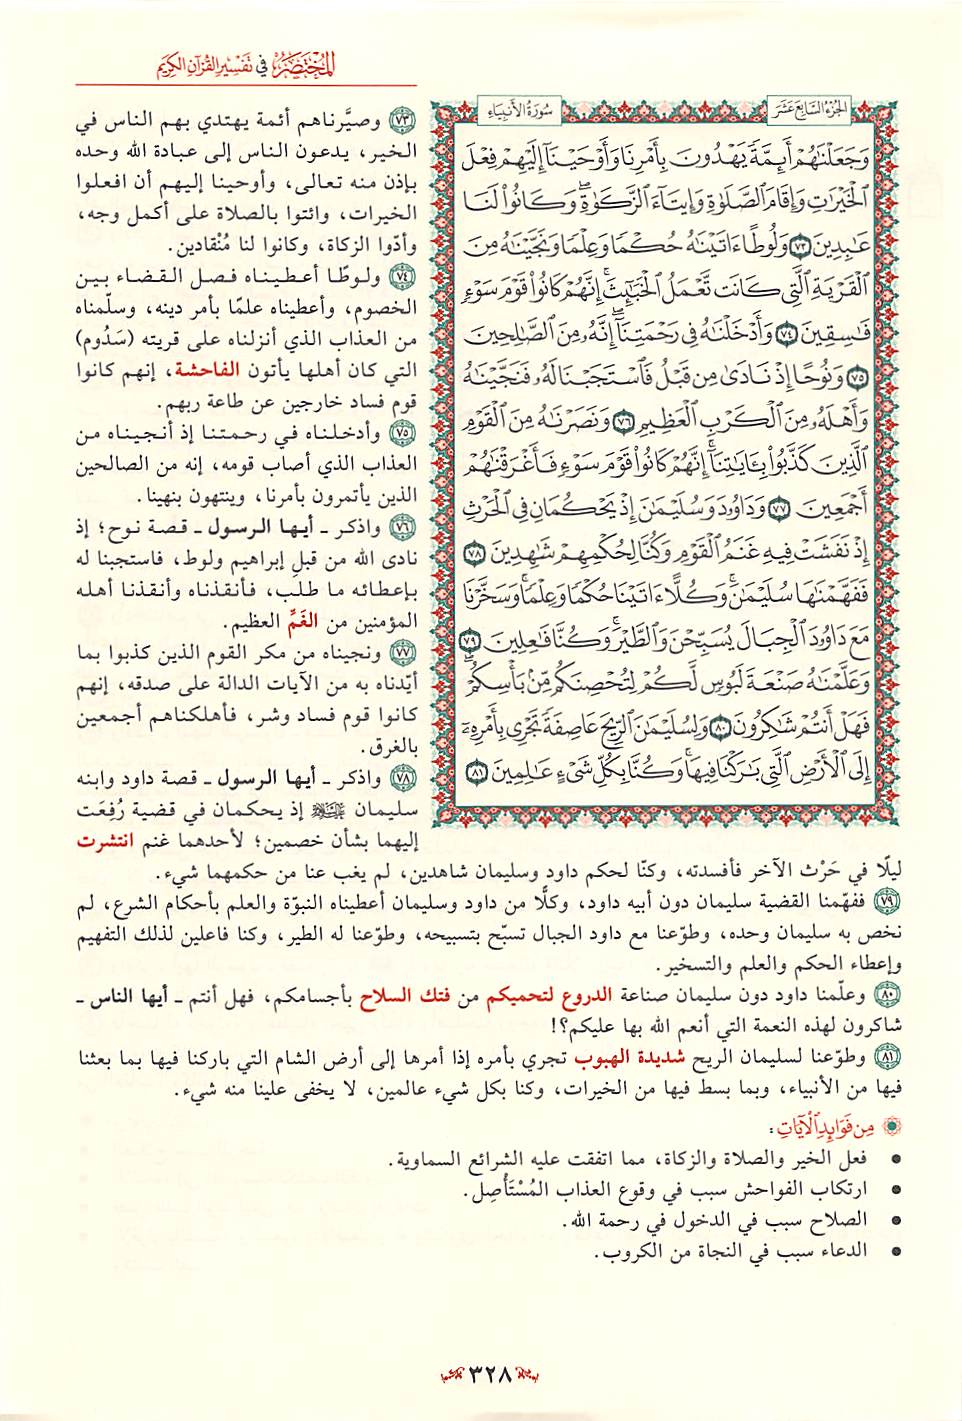 المختصر في تفسير القرآن الكريم
الجزء السابع عشر
سورة الأنبياء
وَجَعَلْنَٰهُمْ أَئِمَّةً يَهْدُونَ بِأَمْرِنَا وَأَوْحَيْنَآ إِلَيْهِمْ فِعْلَ
ٱلْخَيْرَٰتِ وَإِقَامَ ٱلصَّلَوٰةِ وَإِيتَآءَ ٱلزَّكَوٰةِ ۖ وَكَانُوا۟ لَنَا
عَٰبِدِينَ ٧٣ وَلُوطًا ءَاتَيْنَٰهُ حُكْمًا وَعِلْمًا وَنَجَّيْنَٰهُ مِنَ
ٱلْقَرْيَةِ ٱلَّتِى كَانَت تَّعْمَلُ ٱلْخَبَٰٓئِثَ ۗ إِنَّهُمْ كَانُوا۟ قَوْمَ سَوْءٍ
فَٰسِقِينَ ٧٤ وَأَدْخَلْنَٰهُ فِى رَحْمَتِنَآ ۖ إِنَّهُۥ مِنَ ٱلصَّٰلِحِينَ
٧٥ وَنُوحًا إِذْ نَادَىٰ مِن قَبْلُ فَٱسْتَجَبْنَا لَهُۥ فَنَجَّيْنَٰهُ
وَأَهْلَهُۥ مِنَ ٱلْكَرْبِ ٱلْعَظِيمِ ٧٦ وَنَصَرْنَٰهُ مِنَ ٱلْقَوْمِ
ٱلَّذِينَ كَذَّبُوا۟ بِـَٔايَٰتِنَآ ۚ إِنَّهُمْ كَانُوا۟ قَوْمَ سَوْءٍ فَأَغْرَقْنَٰهُمْ
أَجْمَعِينَ ٧٧ وَدَاوُۥدَ وَسُلَيْمَٰنَ إِذْ يَحْكُمَانِ فِى ٱلْحَرْثِ
إِذْ نَفَشَتْ فِيهِ غَنَمُ ٱلْقَوْمِ وَكُنَّا لِحُكْمِهِمْ شَٰهِدِينَ ٧٨
فَفَهَّمْنَٰهَا سُلَيْمَٰنَ ۚ وَكُلًّا ءَاتَيْنَا حُكْمًا وَعِلْمًا ۚ وَسَخَّرْنَا
مَعَ دَاوُۥدَ ٱلْجِبَالَ يُسَبِّحْنَ وَٱلطَّيْرَ ۚ وَكُنَّا فَٰعِلِينَ ٧٩
وَعَلَّمْنَٰهُ صَنْعَةَ لَبُوسٍ لَّكُمْ لِتُحْصِنَكُم مِّنۢ بَأْسِكُمْ ۖ
فَهَلْ أَنتُمْ شَٰكِرُونَ ٨٠ وَلِسُلَيْمَٰنَ ٱلرِّيحَ عَاصِفَةً تَجْرِى بِأَمْرِهِۦٓ
إِلَى ٱلْأَرْضِ ٱلَّتِى بَٰرَكْنَا فِيهَا ۚ وَكُنَّا بِكُلِّ شَىْءٍ عَٰلِمِينَ ٨١
٧٣ وصيَّرناهم أئمة يهتدي بهم الناس في
الخير، يدعون الناس إلى عبادة الله وحده
بإذن منه تعالى، وأوحينا إليهم أن افعلوا
الخيرات، وائتوا بالصلاة على أكمل وجه،
وأدّوا الزكاة، وكانوا لنا مُنْقادين.
٧٤ ولوطًا أعطيناه فصل القضاء بين
الخصوم، وأعطيناه علمًا بأمر دينه، وسلّمناه
من العذاب الذي أنزلناه على قريته (سَدُوم)
التي كان أهلها يأتون الفاحشة، إنهم كانوا
قوم فساد خارجين عن طاعة ربهم.
٧٥ وأدخلناه في رحمتنا إذ أنجيناه من
العذاب الذي أصاب قومه، إنه من الصالحين
الذين يأتمرون بأمرنا، وينتهون بنهينا.
٧٦ واذكر ـ أيها الرسول ـ قصة نوح؛ إذ
نادى الله من قبلِ إبراهيم ولوط، فاستجبنا له
بإعطائه ما طلب، فأنقذناه وأنقذنا أهله
المؤمنين من الغَمِّ العظيم.
٧٧ ونجيناه من مكر القوم الذين كذبوا بما
أيّدناه به من الآيات الدالة على صدقه، إنهم
كانوا قوم فساد وشر، فأهلكناهم أجمعين
بالغرق.
٧٨ واذكر ـ أيها الرسول ـ قصة داود وابنه
سليمان إذ يحكمان في قضية رُفِعَت
إليهما بشأن خصمين؛ لأحدهما غنم انتشرت
ليلًا في حَرْث الآخر فأفسدته، وكنّا لحكم داود وسليمان شاهدين، لم يغب عنا من حكمهما شيء.
٧٩ ففهّمنا القضية سليمان دون أبيه داود، وكلًّا من داود وسليمان أعطيناه النبوّة والعلم بأحكام الشرع، لم
نخص به سليمان وحده، وطوّعنا مع داود الجبال تسبّح بتسبيحه، وطوّعنا له الطير، وكنا فاعلين لذلك التفهيم
وإعطاء الحكم والعلم والتسخير.
٨٠ وعلّمنا داود دون سليمان صناعة الدروع لتحميكم من فتك السلاح بأجسامكم، فهل أنتم ـ أيها الناس ـ
شاكرون لهذه النعمة التي أنعم الله بها عليكم؟!
٨١ وطوّعنا لسليمان الريح شديدة الهبوب تجري بأمره إذا أمرها إلى أرض الشام التي باركنا فيها بما بعثنا
فيها من الأنبياء، وبما بسط فيها من الخيرات، وكنا بكل شيء عالمين، لا يخفى علينا منه شيء.
من فوائد الآيات:
• فعل الخير والصلاة والزكاة، مما اتفقت عليه الشرائع السماوية.
• ارتكاب الفواحش سبب في وقوع العذاب المُسْتَأْصِل.
• الصلاح سبب في الدخول في رحمة الله.
• الدعاء سبب في النجاة من الكروب.
٣٢٨